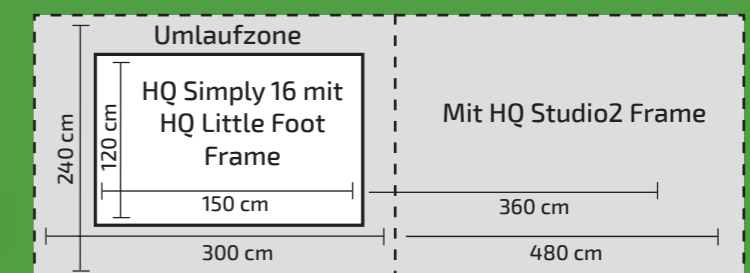 Umlaufzone
HQ Simply 16 mit
HQ Little Foot
Frame
Mit HQ Studio2 Frame
240 cm
120 cm
150 cm
360 cm
300 cm
480 cm